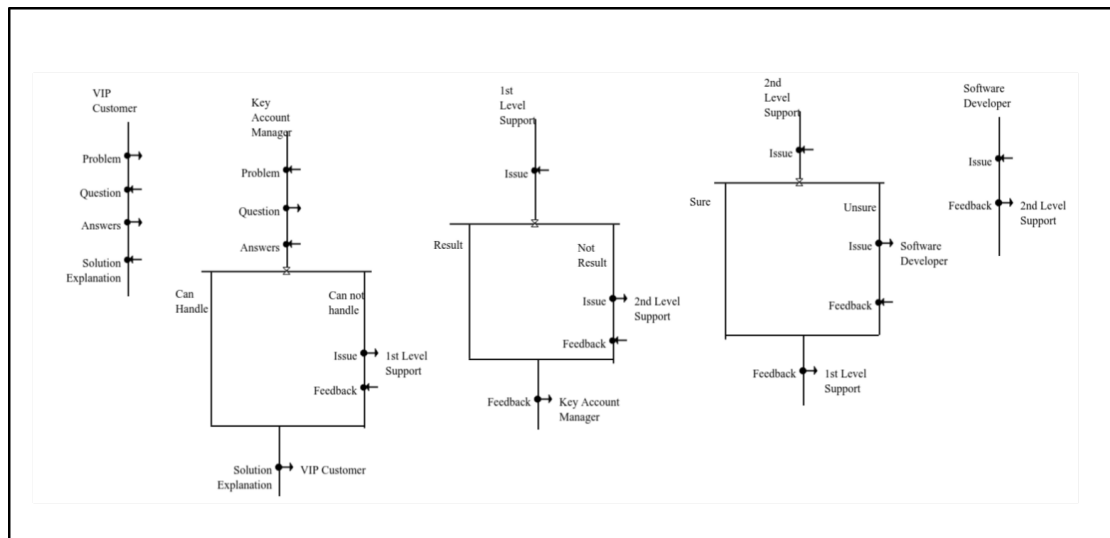 VIP
Customer
Problem
Question
Answers
Solution
Explanation
Key
Account
Manager
Problem
Question
Answers
Can
Handle
Can not
handle
Issue
1st Level
Support
Feedback
Solution
Explanation
VIP Customer
1st
Level
Support
Issue
Result
Not
Result
Issue
2nd Level
Support
Feedback
Feedback
Key Account
Manager
2nd
Level
Support
Issue
Sure
Unsure
Issue
Software
Developer
Feedback
Feedback
1st Level
Support
Software
Developer
Issue
Feedback
2nd Level
Support